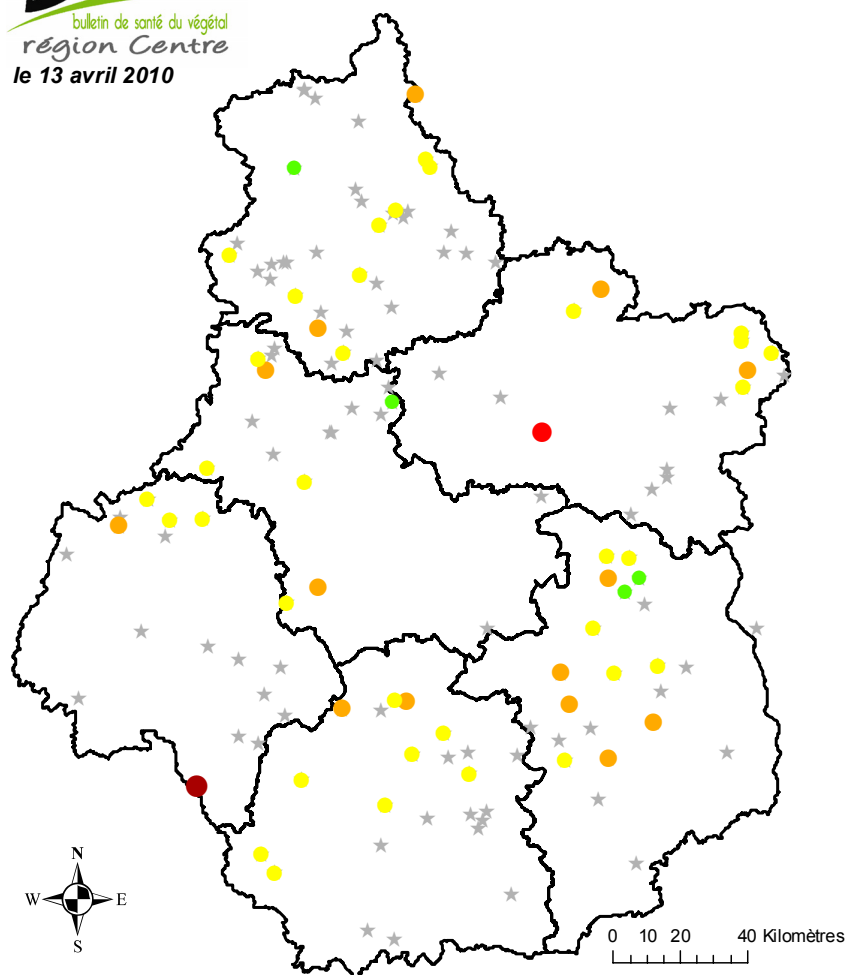 bulletin de santé du végétal
région Centre
le 13 avril 2010
N
W E
S
0 10 20 40 Kilomètres